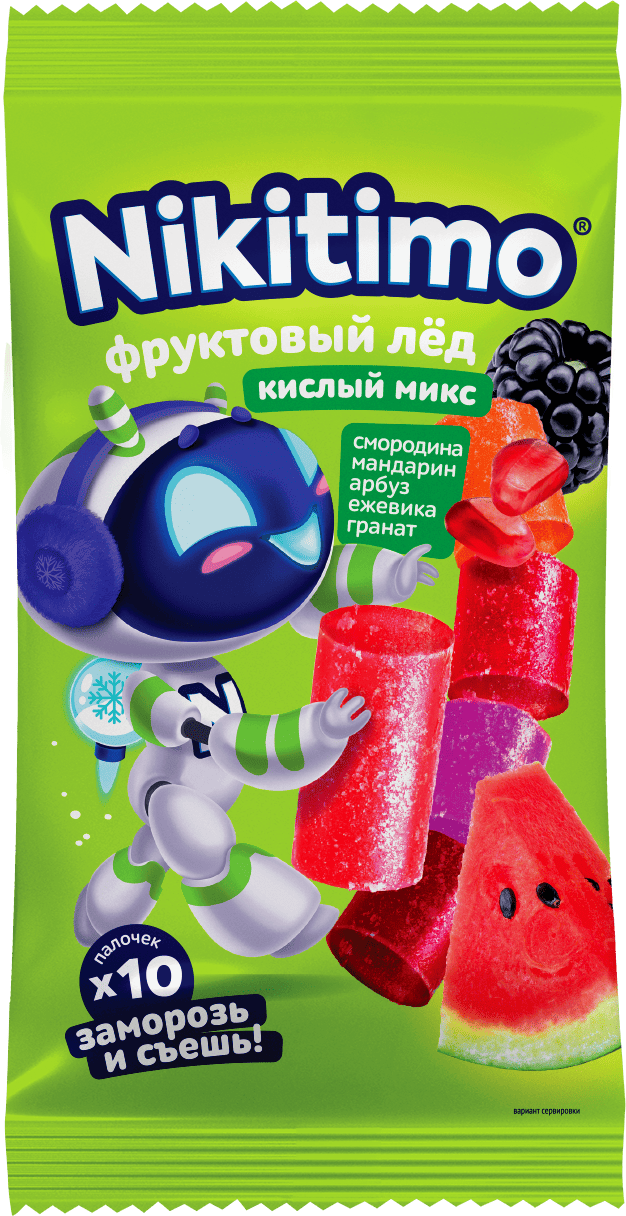 Nikitimo®
фруктовый лёд
кислый микс
смородина
мандарин
арбуз
ежевика
гранат
N
палочек
x10
заморозь
и съешь!
вариант сервировки